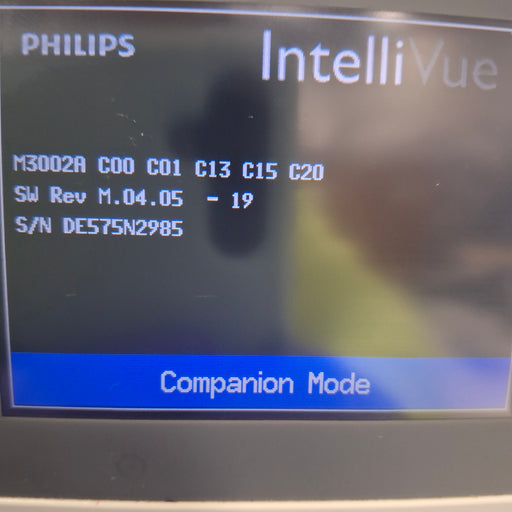 PHILIPS
IntelliVue
M3002A C00 C01 C13 C15 C20
SW Rev M.04.05 - 19
S/N DE575N2985
Companion Mode